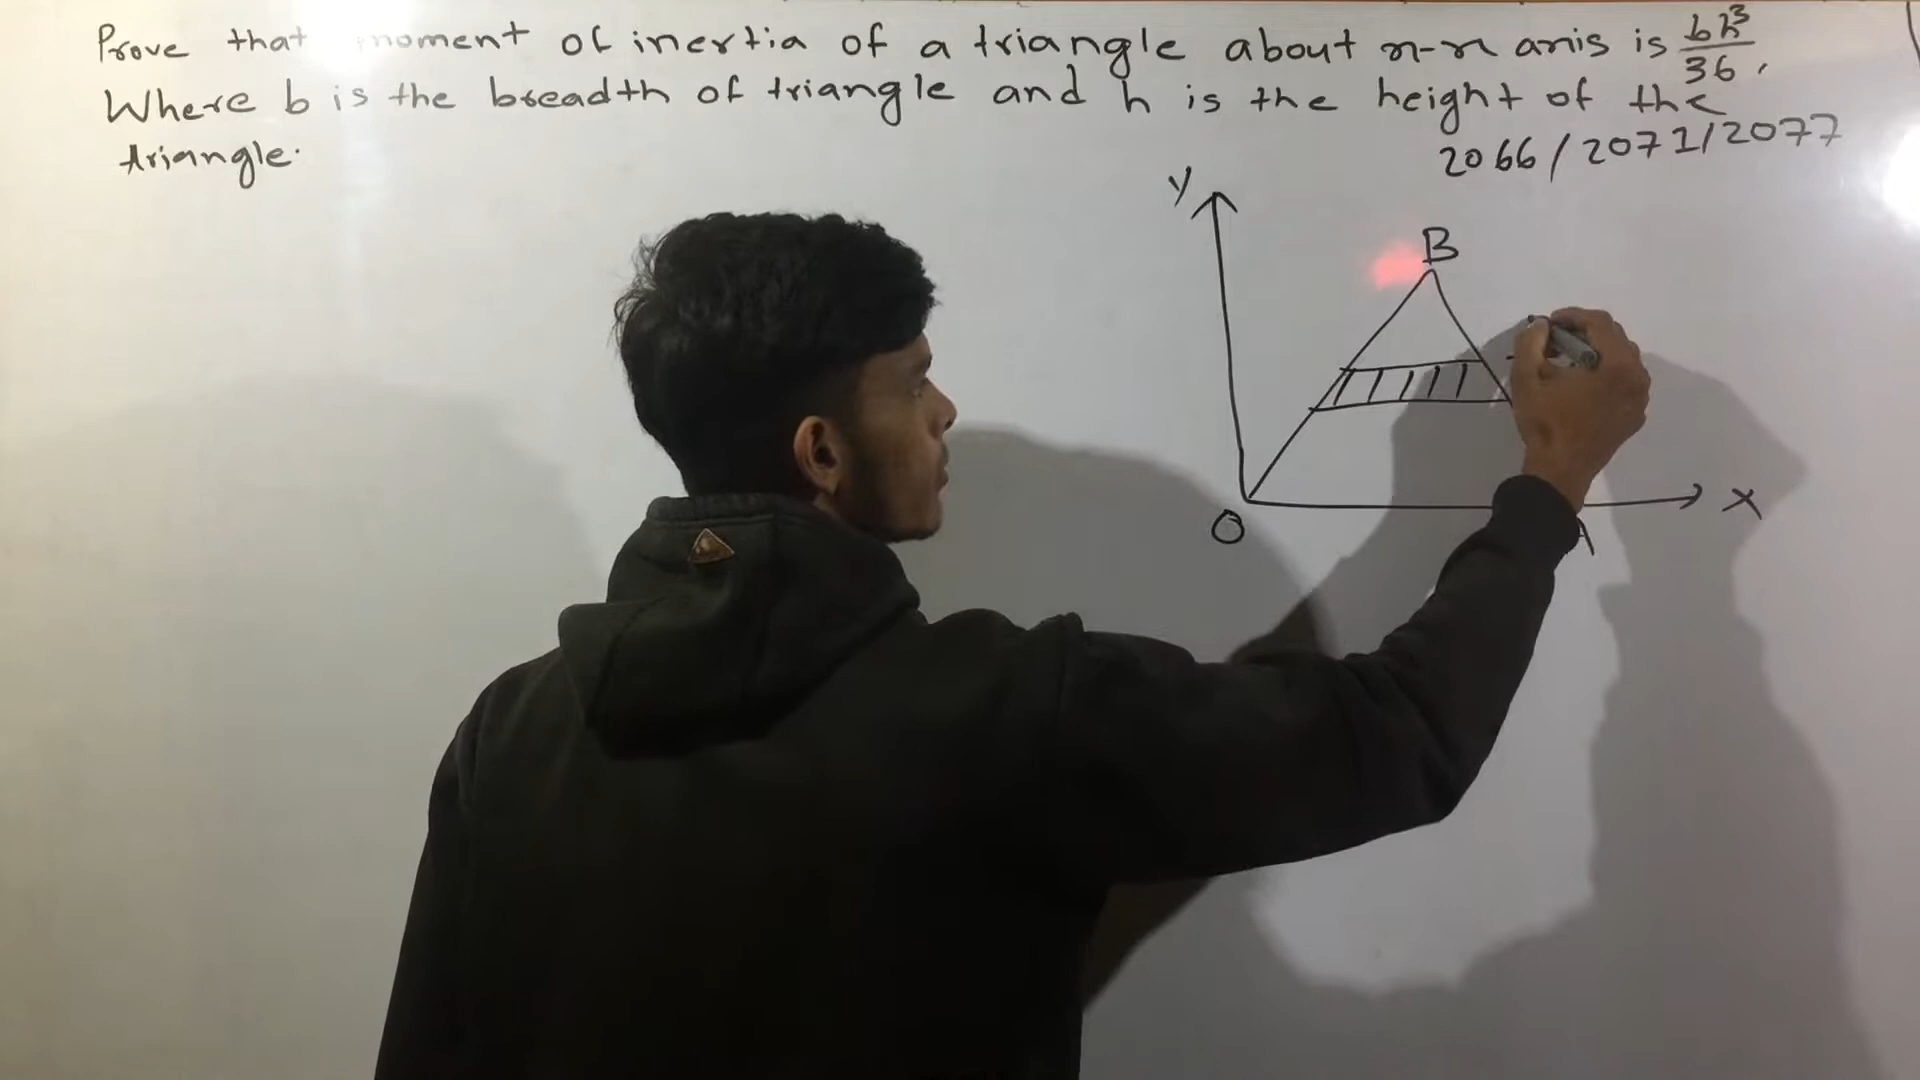 Prove that moment of inertia of a triangle about x-x axis is bh³/36,
Where b is the breadth of triangle and h is the height of the
triangle.
2066/2071/2077
y
B
X
O
A